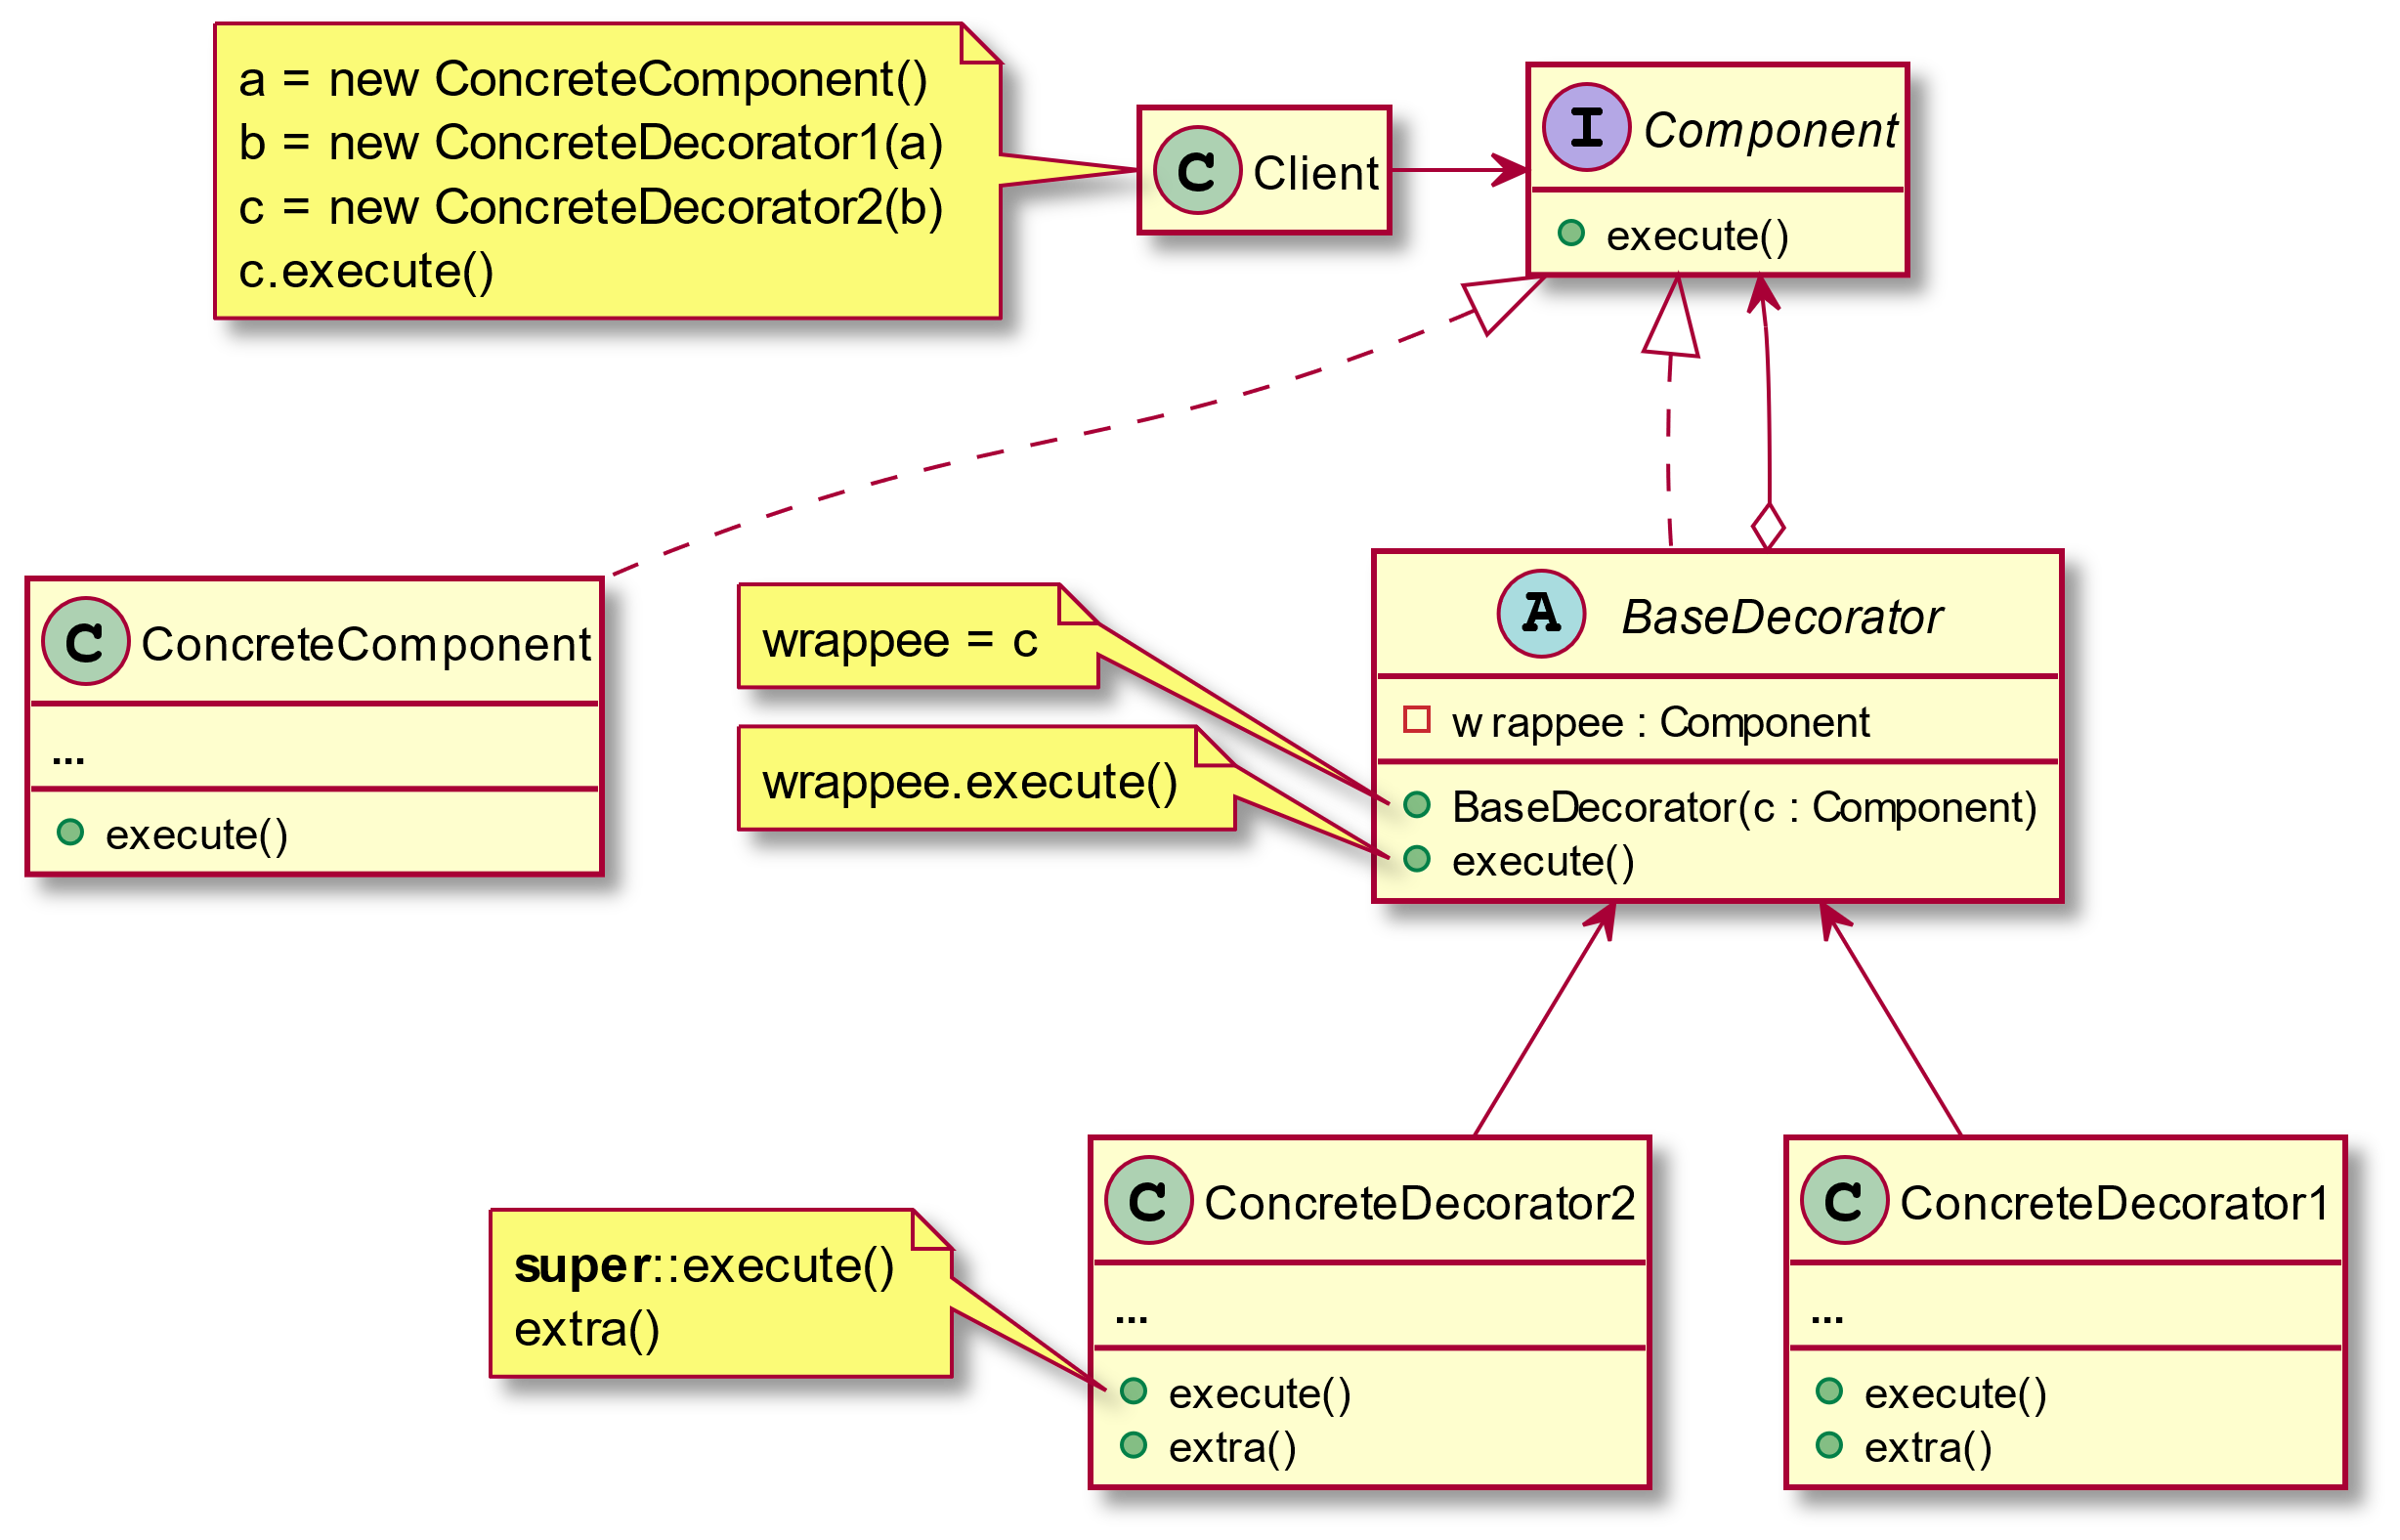 a = new ConcreteComponent()
b = new ConcreteDecorator1(a)
c = new ConcreteDecorator2(b)
c.execute()
C Client
I Component
execute()
C ConcreteComponent
...
execute()
wrappee = c
wrappee.execute()
A BaseDecorator
wrappee : Component
BaseDecorator(c : Component)
execute()
super::execute()
extra()
C ConcreteDecorator2
...
execute()
extra()
C ConcreteDecorator1
...
execute()
extra()